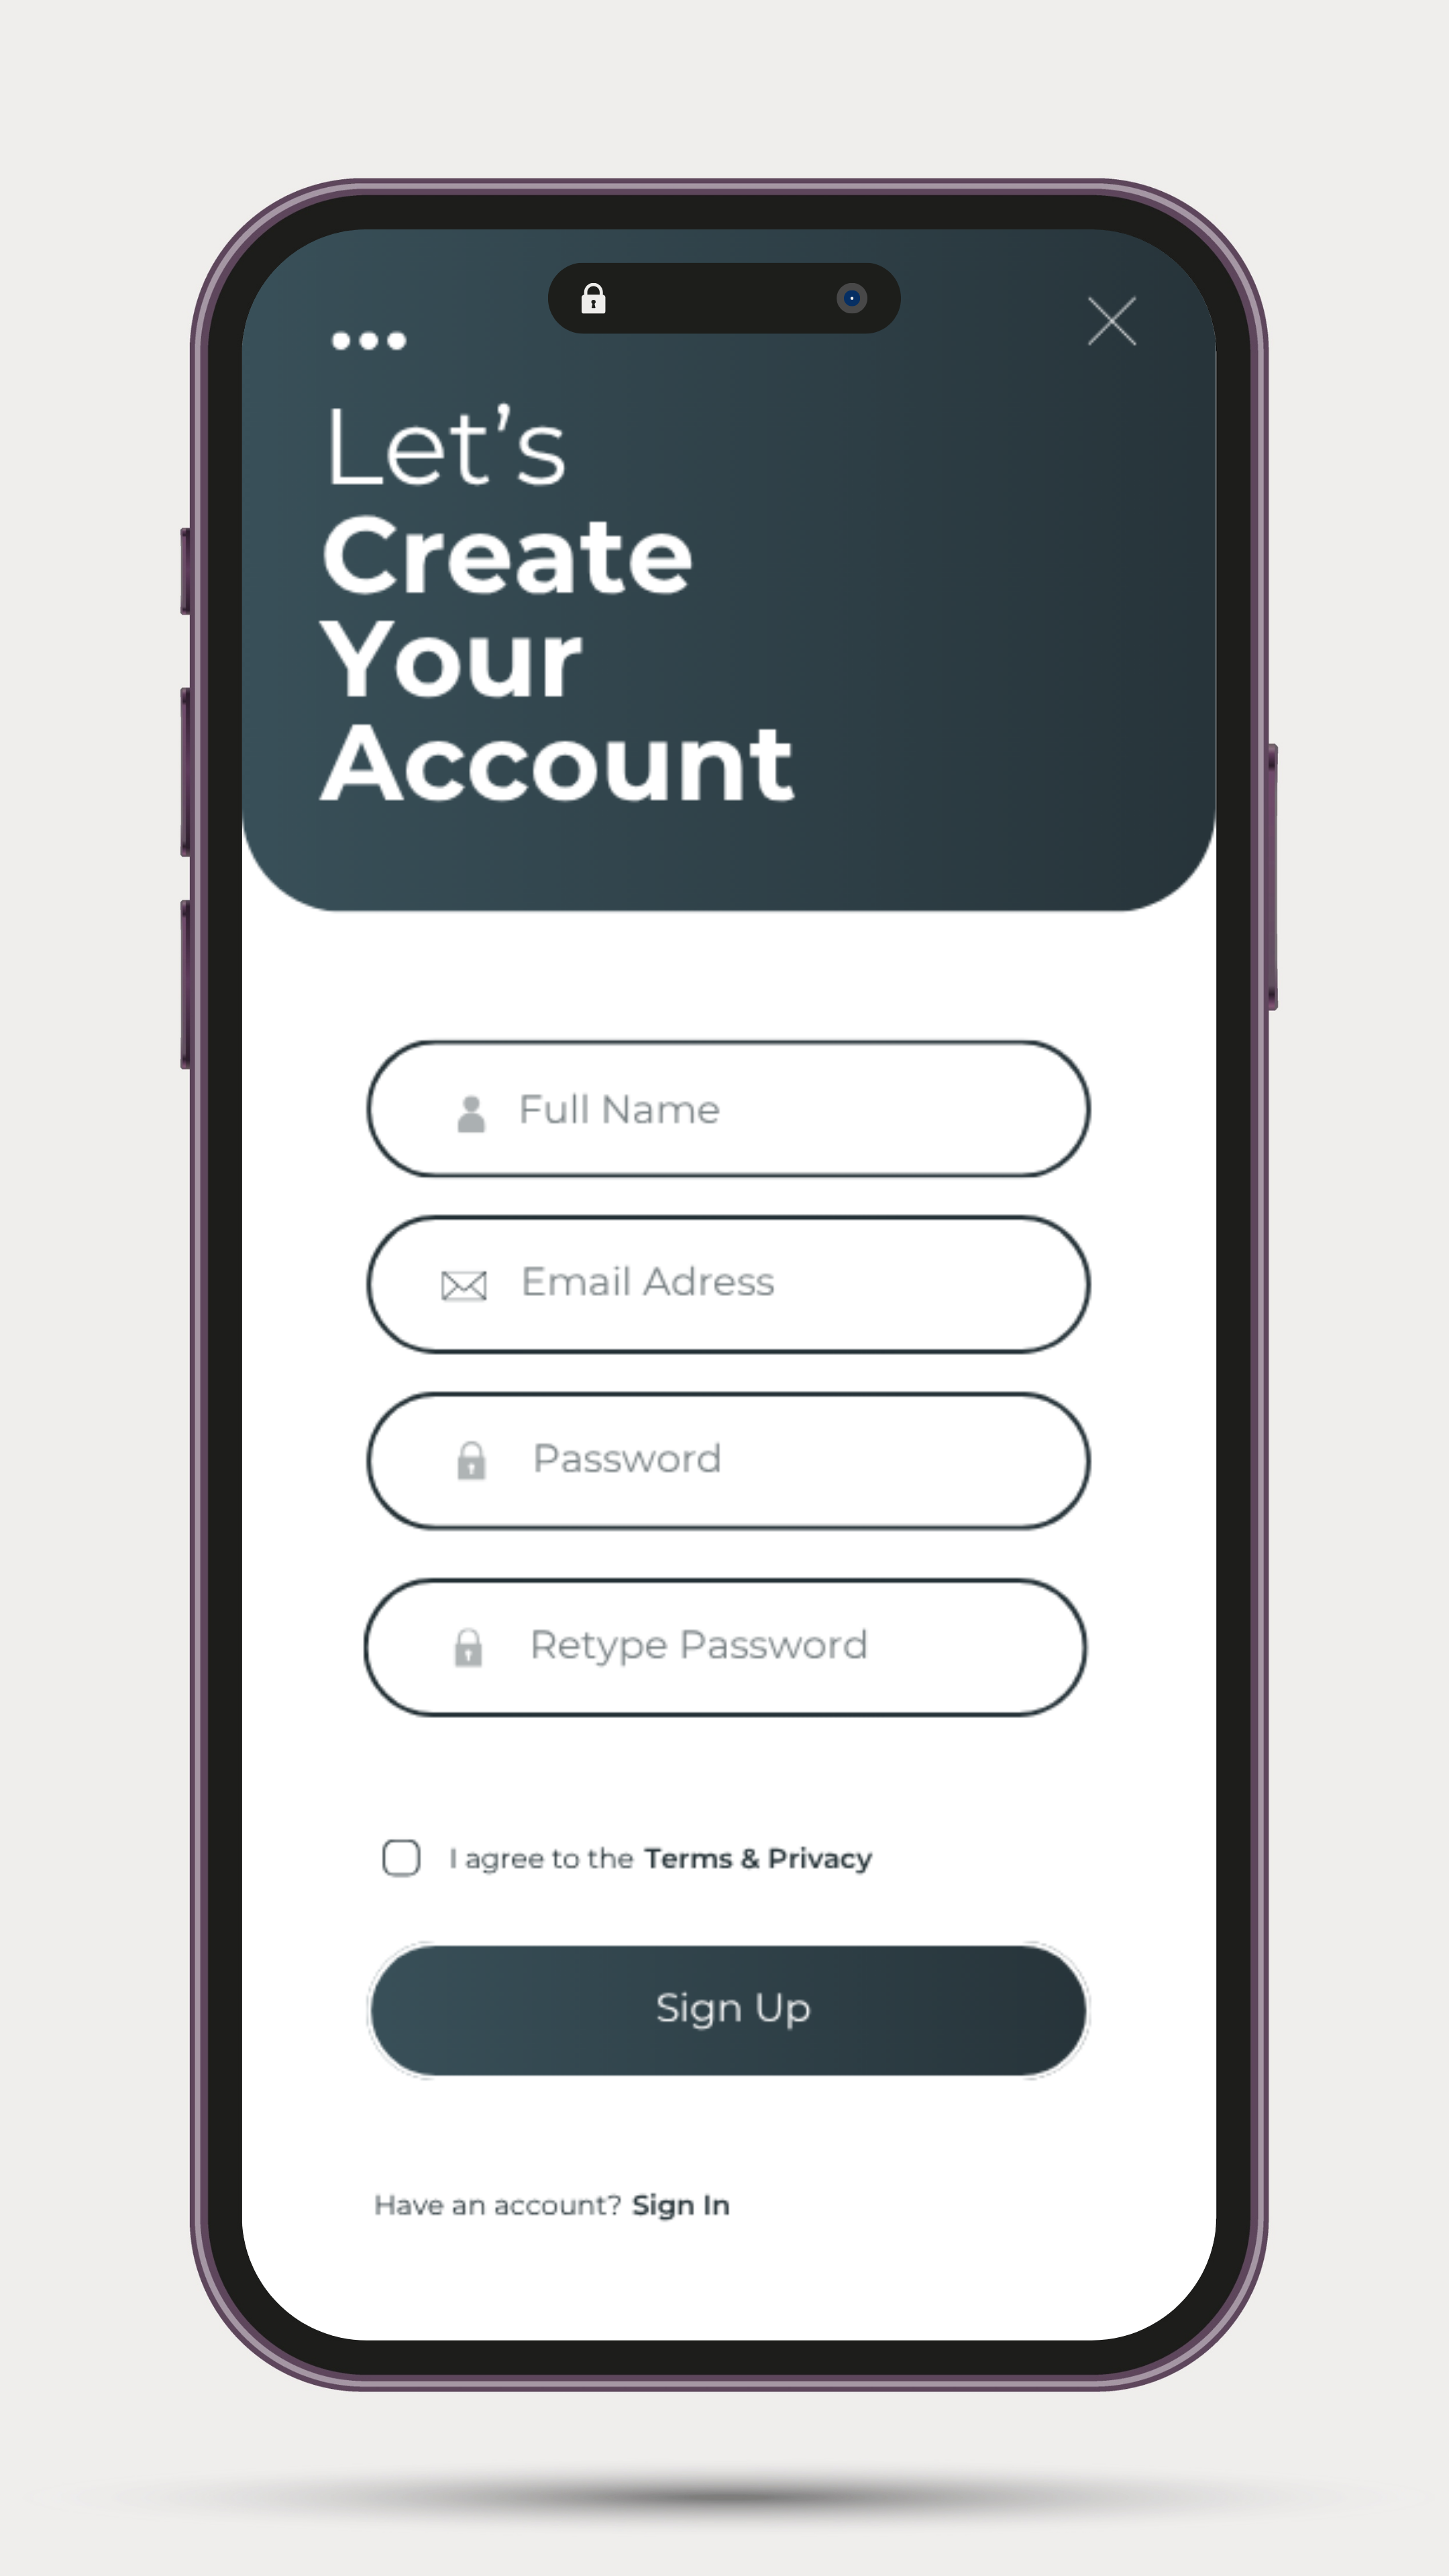 Let’s
Create
Your
Account
Full Name
Email Adress
Password
Retype Password
I agree to the Terms & Privacy
Sign Up
Have an account? Sign In